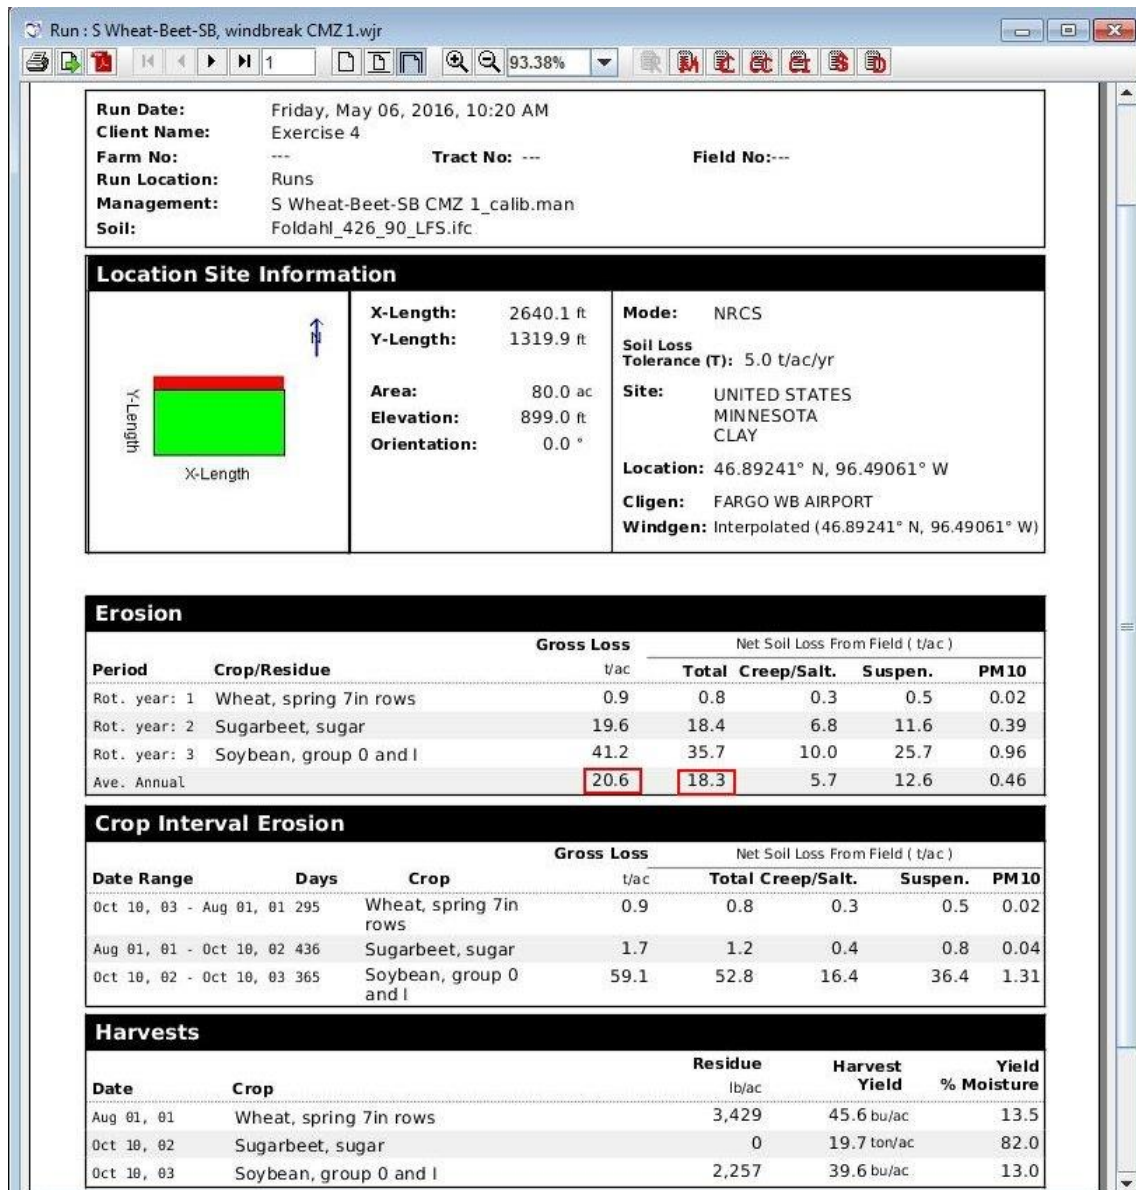 Run : S Wheat-Beet-SB, windbreak CMZ 1.wjr
1 93.38%
Run Date: Friday, May 06, 2016, 10:20 AM
Client Name: Exercise 4
Farm No: --- Tract No: --- Field No:---
Run Location: Runs
Management: S Wheat-Beet-SB CMZ 1_calib.man
Soil: Foldahl_426_90_LFS.ifc
Location Site Information
N
Y-Length
X-Length
X-Length: 2640.1 ft
Y-Length: 1319.9 ft
Area: 80.0 ac
Elevation: 899.0 ft
Orientation: 0.0 °
Mode: NRCS
Soil Loss
Tolerance (T): 5.0 t/ac/yr
Site: UNITED STATES
MINNESOTA
CLAY
Location: 46.89241° N, 96.49061° W
Cligen: FARGO WB AIRPORT
Windgen: Interpolated (46.89241° N, 96.49061° W)
Erosion
Gross Loss Net Soil Loss From Field ( t/ac )
Period Crop/Residue t/ac Total Creep/Salt. Suspen. PM10
Rot. year: 1 Wheat, spring 7in rows 0.9 0.8 0.3 0.5 0.02
Rot. year: 2 Sugarbeet, sugar 19.6 18.4 6.8 11.6 0.39
Rot. year: 3 Soybean, group 0 and I 41.2 35.7 10.0 25.7 0.96
Ave. Annual 20.6 18.3 5.7 12.6 0.46
Crop Interval Erosion
Gross Loss Net Soil Loss From Field ( t/ac )
Date Range Days Crop t/ac Total Creep/Salt. Suspen. PM10
Oct 10, 03 - Aug 01, 01 295 Wheat, spring 7in 0.9 0.8 0.3 0.5 0.02
rows
Aug 01, 01 - Oct 10, 02 436 Sugarbeet, sugar 1.7 1.2 0.4 0.8 0.04
Oct 10, 02 - Oct 10, 03 365 Soybean, group 0 59.1 52.8 16.4 36.4 1.31
and I
Harvests
Residue Harvest Yield
Date Crop lb/ac Yield % Moisture
Aug 01, 01 Wheat, spring 7in rows 3,429 45.6 bu/ac 13.5
Oct 10, 02 Sugarbeet, sugar 0 19.7 ton/ac 82.0
Oct 10, 03 Soybean, group 0 and I 2,257 39.6 bu/ac 13.0